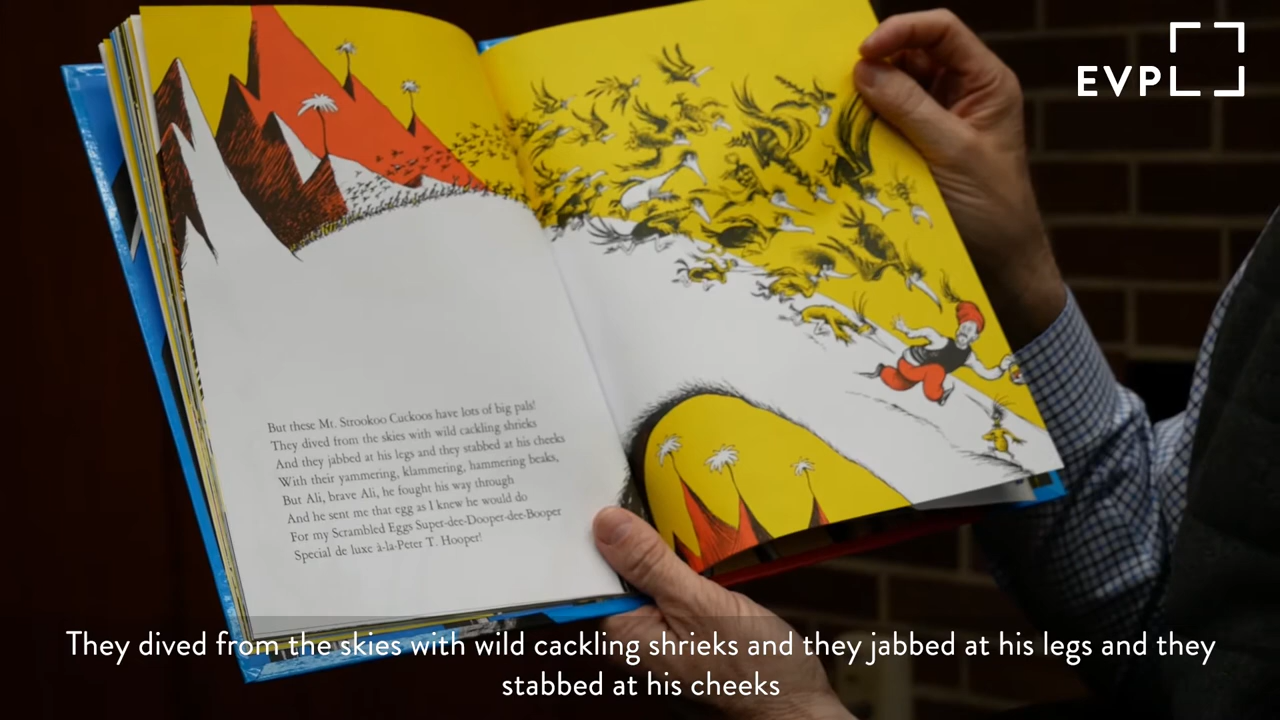 EVPL
But these Mt. Strookoo Cuckoos have lots of big pals!
They dived from the skies with wild cackling shrieks
And they jabbed at his legs and they stabbed at his cheeks
With their yammering, klammering, hammering beaks,
But Ali, brave Ali, he fought his way through
And he sent me that egg as I knew he would do
For my Scrambled Eggs Super-dee-Dooper-dee-Booper
Special de luxe à-la-Peter T. Hooper!
They dived from the skies with wild cackling shrieks and they jabbed at his legs and they
stabbed at his cheeks